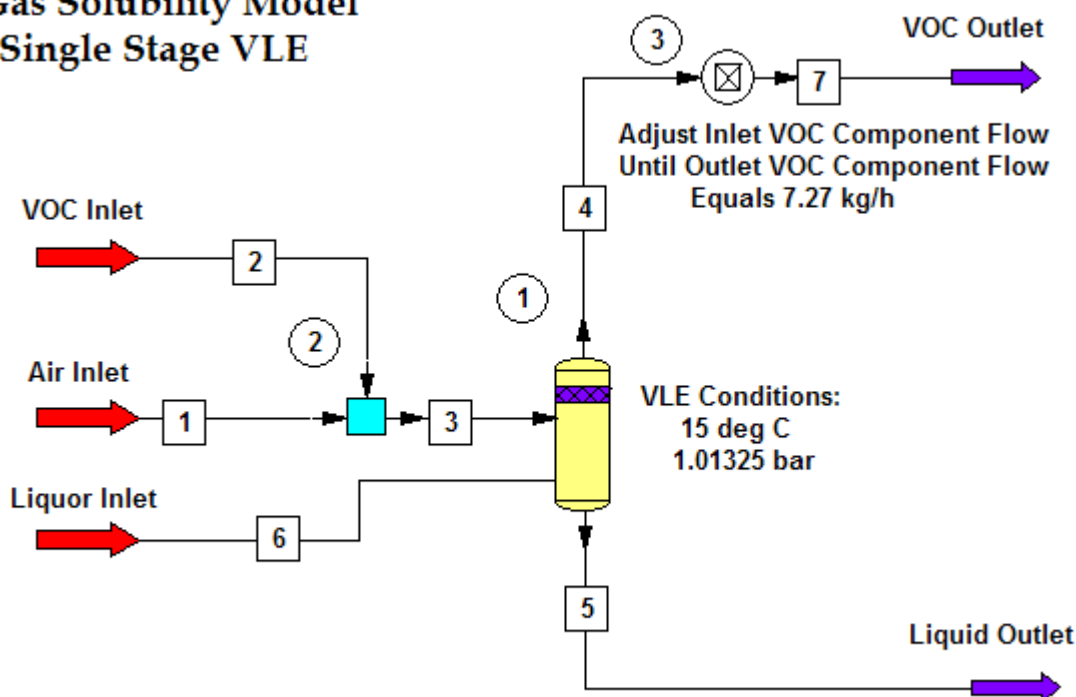 Gas Solubility Model
Single Stage VLE
3
VOC Outlet
7
Adjust Inlet VOC Component Flow
Until Outlet VOC Component Flow
Equals 7.27 kg/h
4
VOC Inlet
2
1
2
Air Inlet
1
3
VLE Conditions:
15 deg C
1.01325 bar
Liquor Inlet
6
5
Liquid Outlet